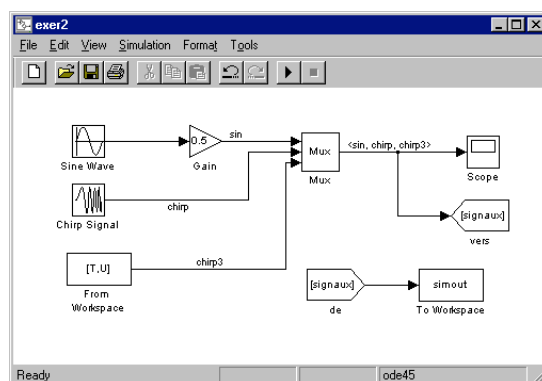 exer2
File Edit View Simulation Format Tools
Sine Wave
0.5
Gain
sin
Mux
Mux
<sin, chirp, chirp3>
Scope
Chirp Signal
chirp
[signaux]
vers
[T,U]
From
Workspace
chirp3
[signaux]
de
simout
To Workspace
Ready
ode45